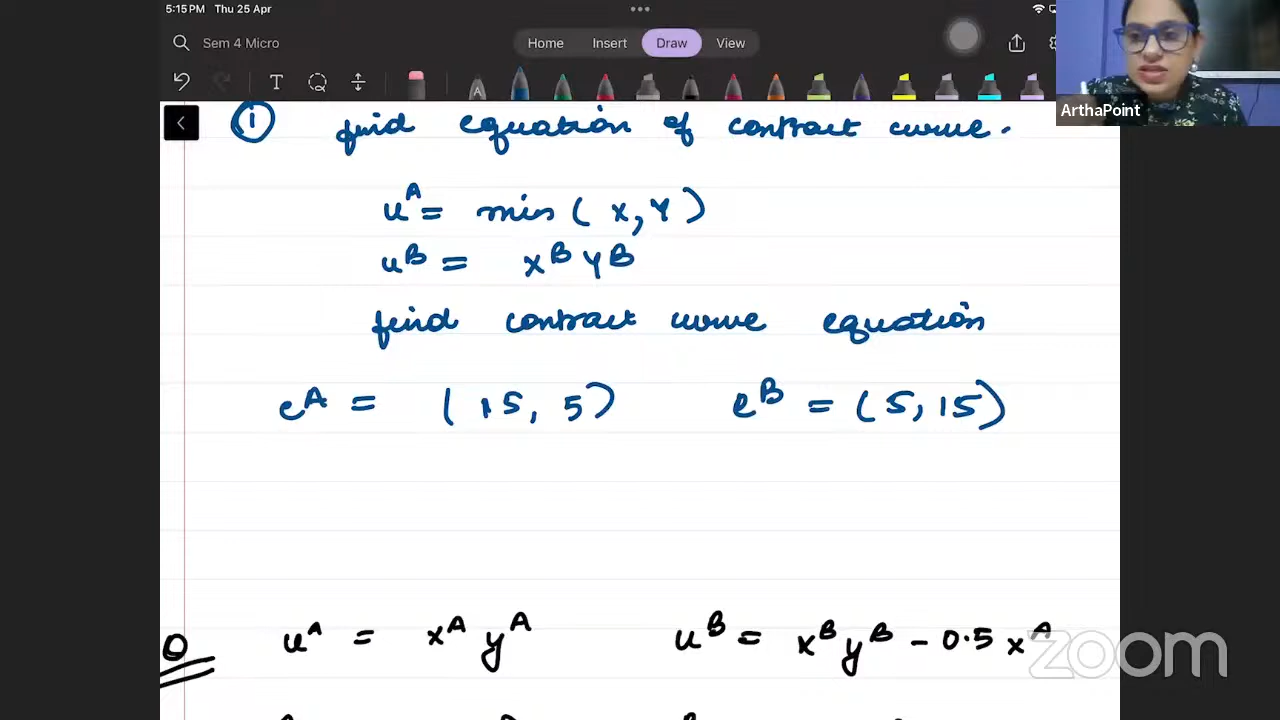 5:15 PM Thu 25 Apr
Sem 4 Micro
Home Insert Draw View
T
A
ArthaPoint
① find equation of contract curve.
u^A = min ( x, Y )
u^B = x^B Y^B
find contract curve equation
e^A = ( 15, 5 ) e^B = ( 5, 15 )
Q u^A = x^A y^A u^B = x^B y^B - 0.5 x^A
zoom